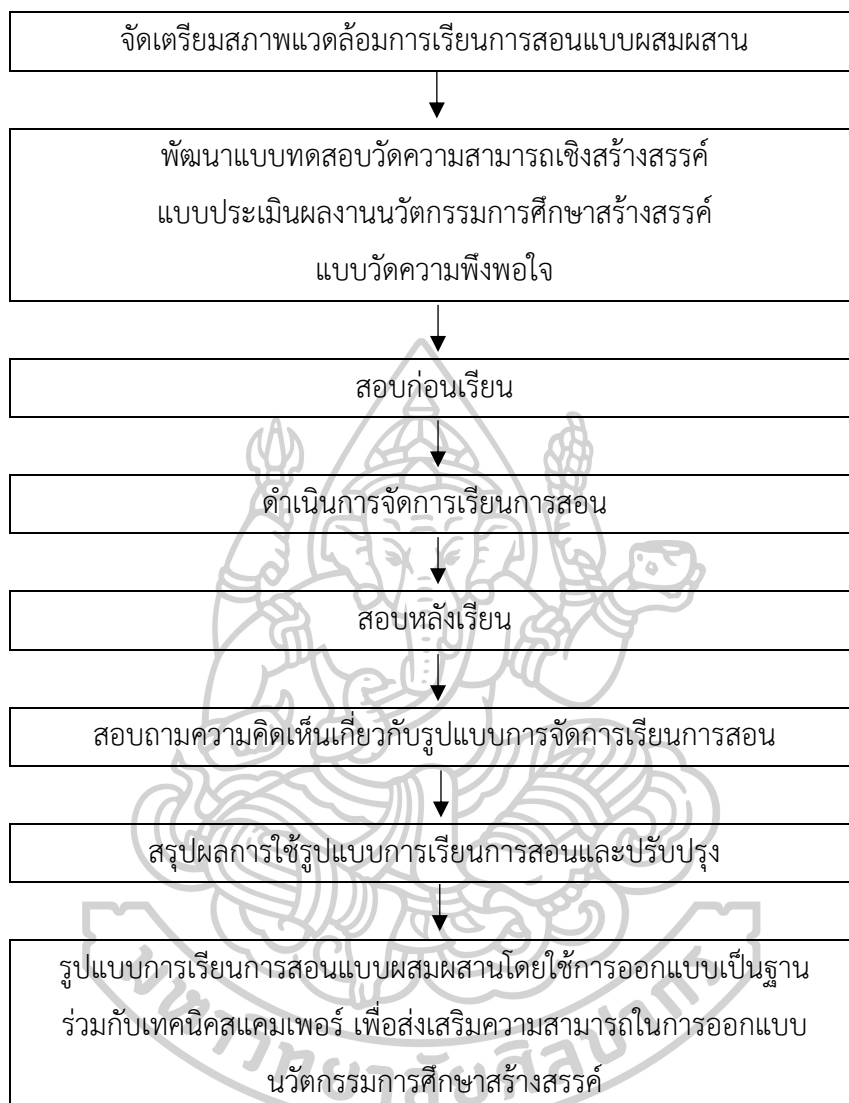 จัดเตรียมสภาพแวดล้อมการเรียนการสอนแบบผสมผสาน
พัฒนาแบบทดสอบวัดความสามารถเชิงสร้างสรรค์
แบบประเมินผลงานนวัตกรรมการศึกษาสร้างสรรค์
แบบวัดความพึงพอใจ
สอบก่อนเรียน
ดำเนินการจัดการเรียนการสอน
สอบหลังเรียน
สอบถามความคิดเห็นเกี่ยวกับรูปแบบการจัดการเรียนการสอน
สรุปผลการใช้รูปแบบการเรียนการสอนและปรับปรุง
รูปแบบการเรียนการสอนแบบผสมผสานโดยใช้การออกแบบเป็นฐาน
ร่วมกับเทคนิคสแคมเพอร์ เพื่อส่งเสริมความสามารถในการออกแบบ
นวัตกรรมการศึกษาสร้างสรรค์
มหาวิทยาลัยศิลปากร